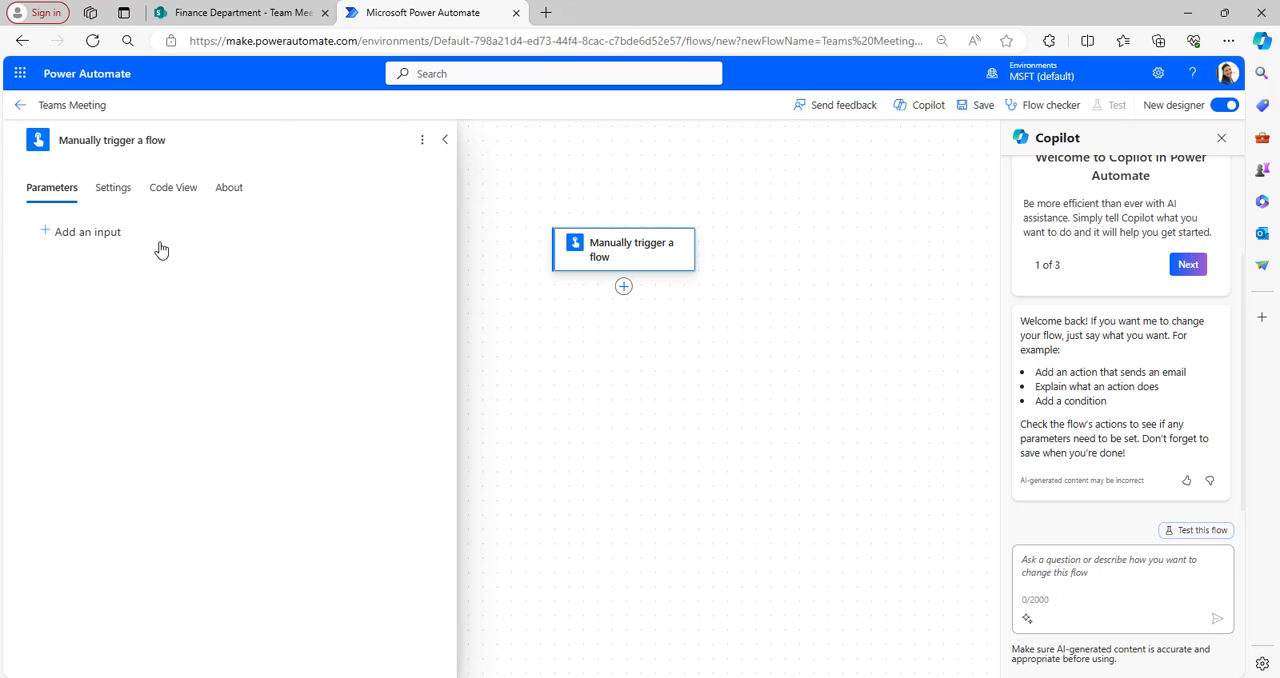 Sign in
Finance Department - Team Mee
Microsoft Power Automate
https://make.powerautomate.com/environments/Default-798a21d4-ed73-44f4-8cac-c7bde6d52e57/flows/new?newFlowName=Teams%20Meeting...
Power Automate
Search
Environments
MSFT (default)
Teams Meeting
Send feedback
Copilot
Save
Flow checker
Test
New designer
Manually trigger a flow
Parameters
Settings
Code View
About
Add an input
Manually trigger a
flow
Copilot
Welcome to Copilot in Power
Automate
Be more efficient than ever with AI
assistance. Simply tell Copilot what you
want to do and it will help you get started.
1 of 3
Next
Welcome back! If you want me to change
your flow, just say what you want. For
example:
• Add an action that sends an email
• Explain what an action does
• Add a condition
Check the flow's actions to see if any
parameters need to be set. Don't forget to
save when you're done!
AI-generated content may be incorrect
Test this flow
Ask a question or describe how you want to
change this flow
0/2000
Make sure AI-generated content is accurate and
appropriate before using.